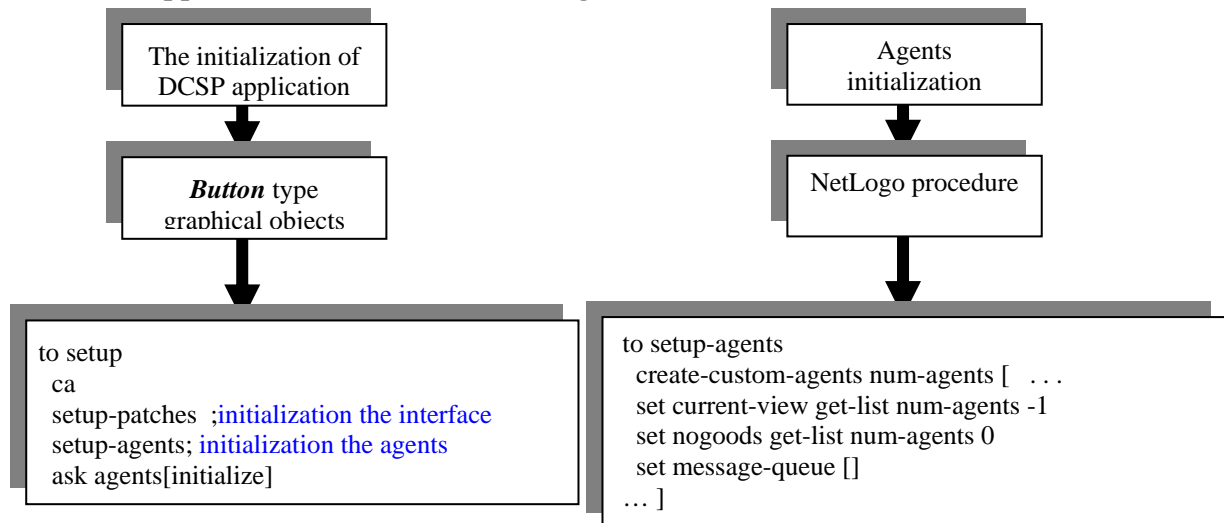 The initialization of
DCSP application
Button type
graphical objects
to setup
ca
setup-patches ;initialization the interface
setup-agents; initialization the agents
ask agents[initialize]
Agents
initialization
NetLogo procedure
to setup-agents
create-custom-agents num-agents [ . . .
set current-view get-list num-agents -1
set nogoods get-list num-agents 0
set message-queue []
… ]